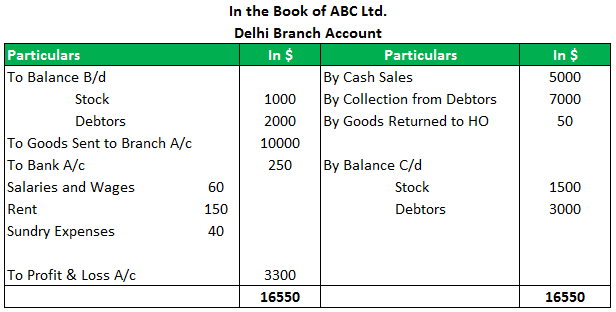 In the Book of ABC Ltd.
Delhi Branch Account
Particulars In $ Particulars In $
To Balance B/d By Cash Sales 5000
Stock 1000 By Collection from Debtors 7000
Debtors 2000 By Goods Returned to HO 50
To Goods Sent to Branch A/c 10000
To Bank A/c 250 By Balance C/d
Salaries and Wages 60 Stock 1500
Rent 150 Debtors 3000
Sundry Expenses 40
To Profit & Loss A/c 3300
16550 16550